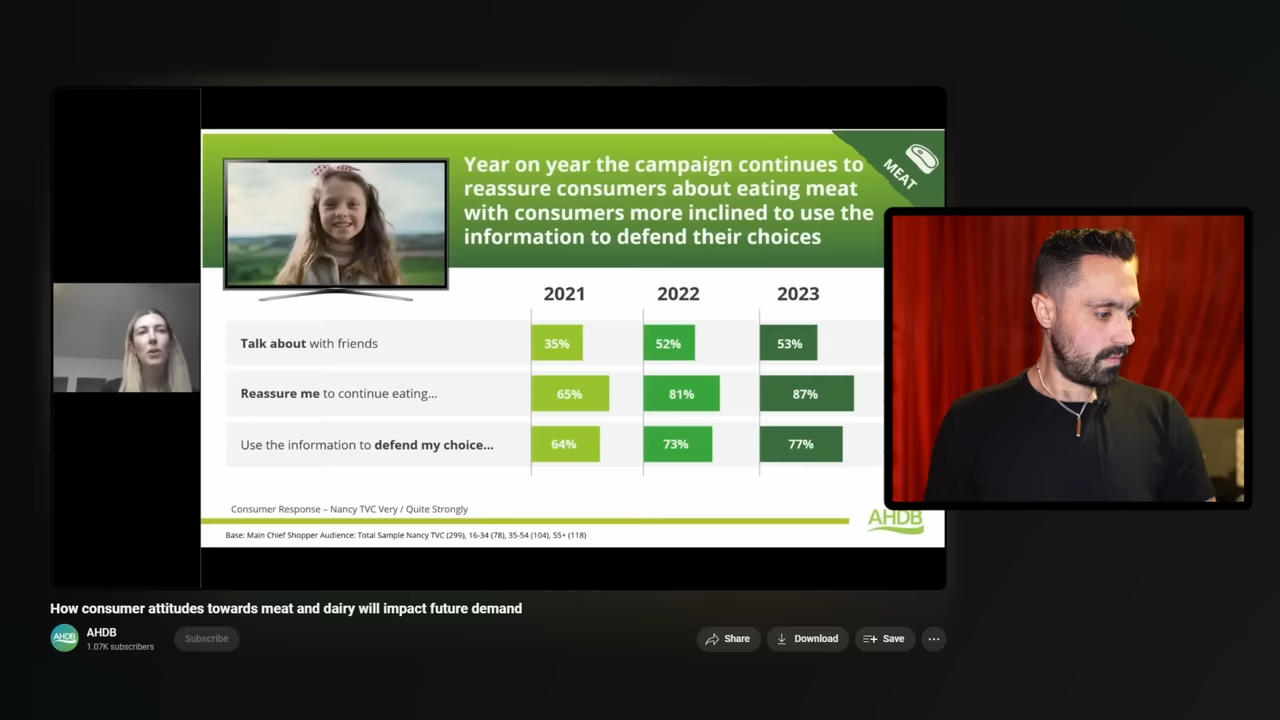 Year on year the campaign continues to
reassure consumers about eating meat
with consumers more inclined to use the
information to defend their choices
MEAT
2021 2022 2023
Talk about with friends 35% 52% 53%
Reassure me to continue eating... 65% 81% 87%
Use the information to defend my choice... 64% 73% 77%
Consumer Response – Nancy TVC Very / Quite Strongly
AHDB
Base: Main Chief Shopper Audience: Total Sample Nancy TVC (299), 16-34 (78), 35-54 (104), 55+ (118)
How consumer attitudes towards meat and dairy will impact future demand
AHDB
AHDB
1.07K subscribers
Subscribe
Share
Download
Save